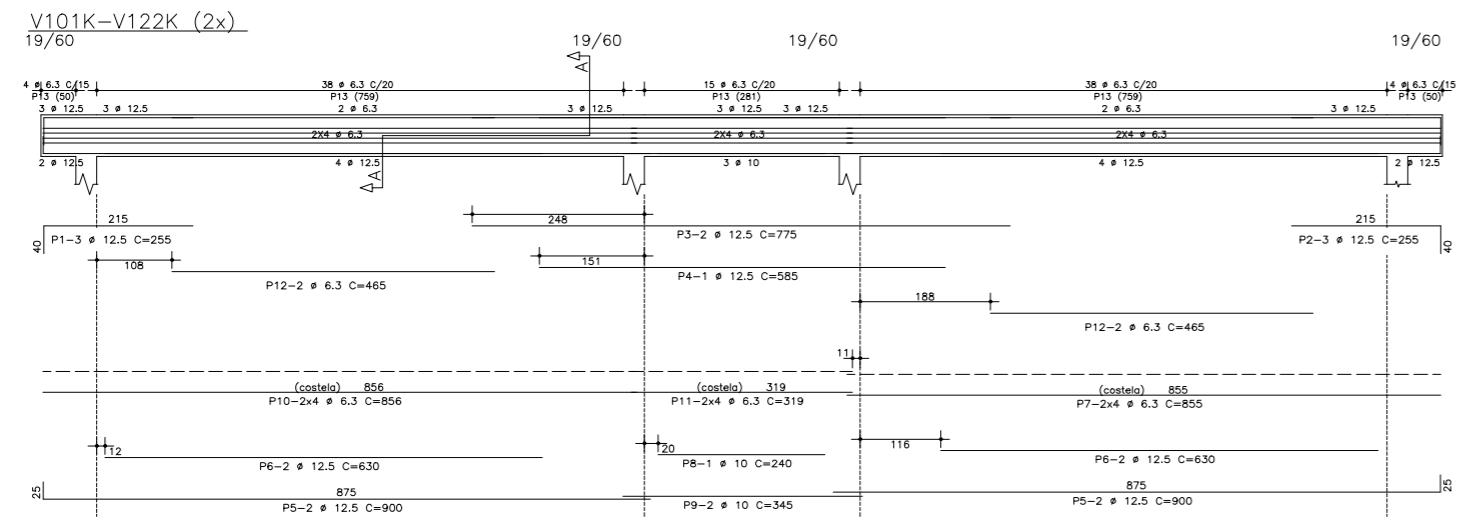 V101K-V122K (2x)
19/60 19/60 19/60 19/60
4 ø 6.3 C/15 38 ø 6.3 C/20 15 ø 6.3 C/20 38 ø 6.3 C/20 4 ø 6.3 C/15
P13 (50) P13 (759) P13 (281) P13 (759) P13 (50)
3 ø 12.5 3 ø 12.5 2 ø 6.3 3 ø 12.5 3 ø 12.5 3 ø 12.5 2 ø 6.3 3 ø 12.5
A
2X4 ø 6.3 2X4 ø 6.3 2X4 ø 6.3
2 ø 12.5 4 ø 12.5 3 ø 10 4 ø 12.5 2 ø 12.5
A
215 248 215
40 P1-3 ø 12.5 C=255 P3-2 ø 12.5 C=775 P2-3 ø 12.5 C=255 40
108 151
P12-2 ø 6.3 C=465 P4-1 ø 12.5 C=585
188
P12-2 ø 6.3 C=465
11
(costela) 856 (costela) 319 (costela) 855
P10-2x4 ø 6.3 C=856 P11-2x4 ø 6.3 C=319 P7-2x4 ø 6.3 C=855
12 20 116
P6-2 ø 12.5 C=630 P8-1 ø 10 C=240 P6-2 ø 12.5 C=630
25 875 875 25
P5-2 ø 12.5 C=900 P9-2 ø 10 C=345 P5-2 ø 12.5 C=900